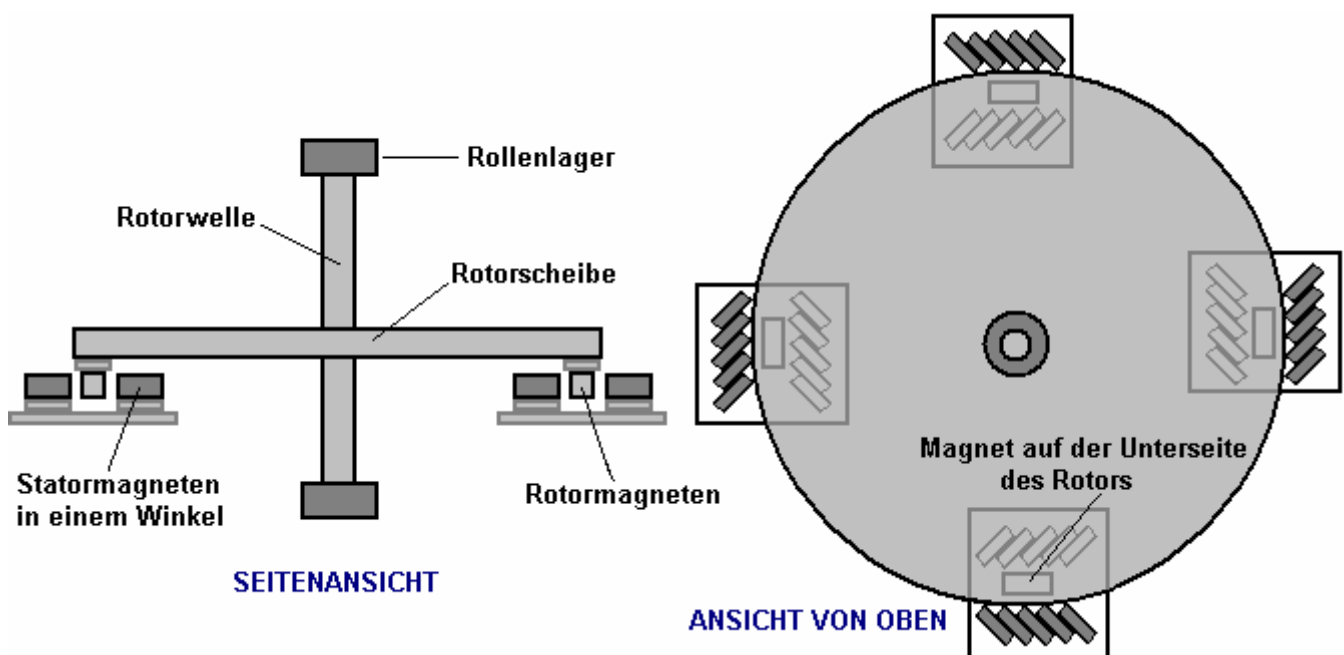 Rollenlager
Rotorwelle
Rotorscheibe
Statormagneten
in einem Winkel
Rotormagneten
SEITENANSICHT
Magnet auf der Unterseite
des Rotors
ANSICHT VON OBEN